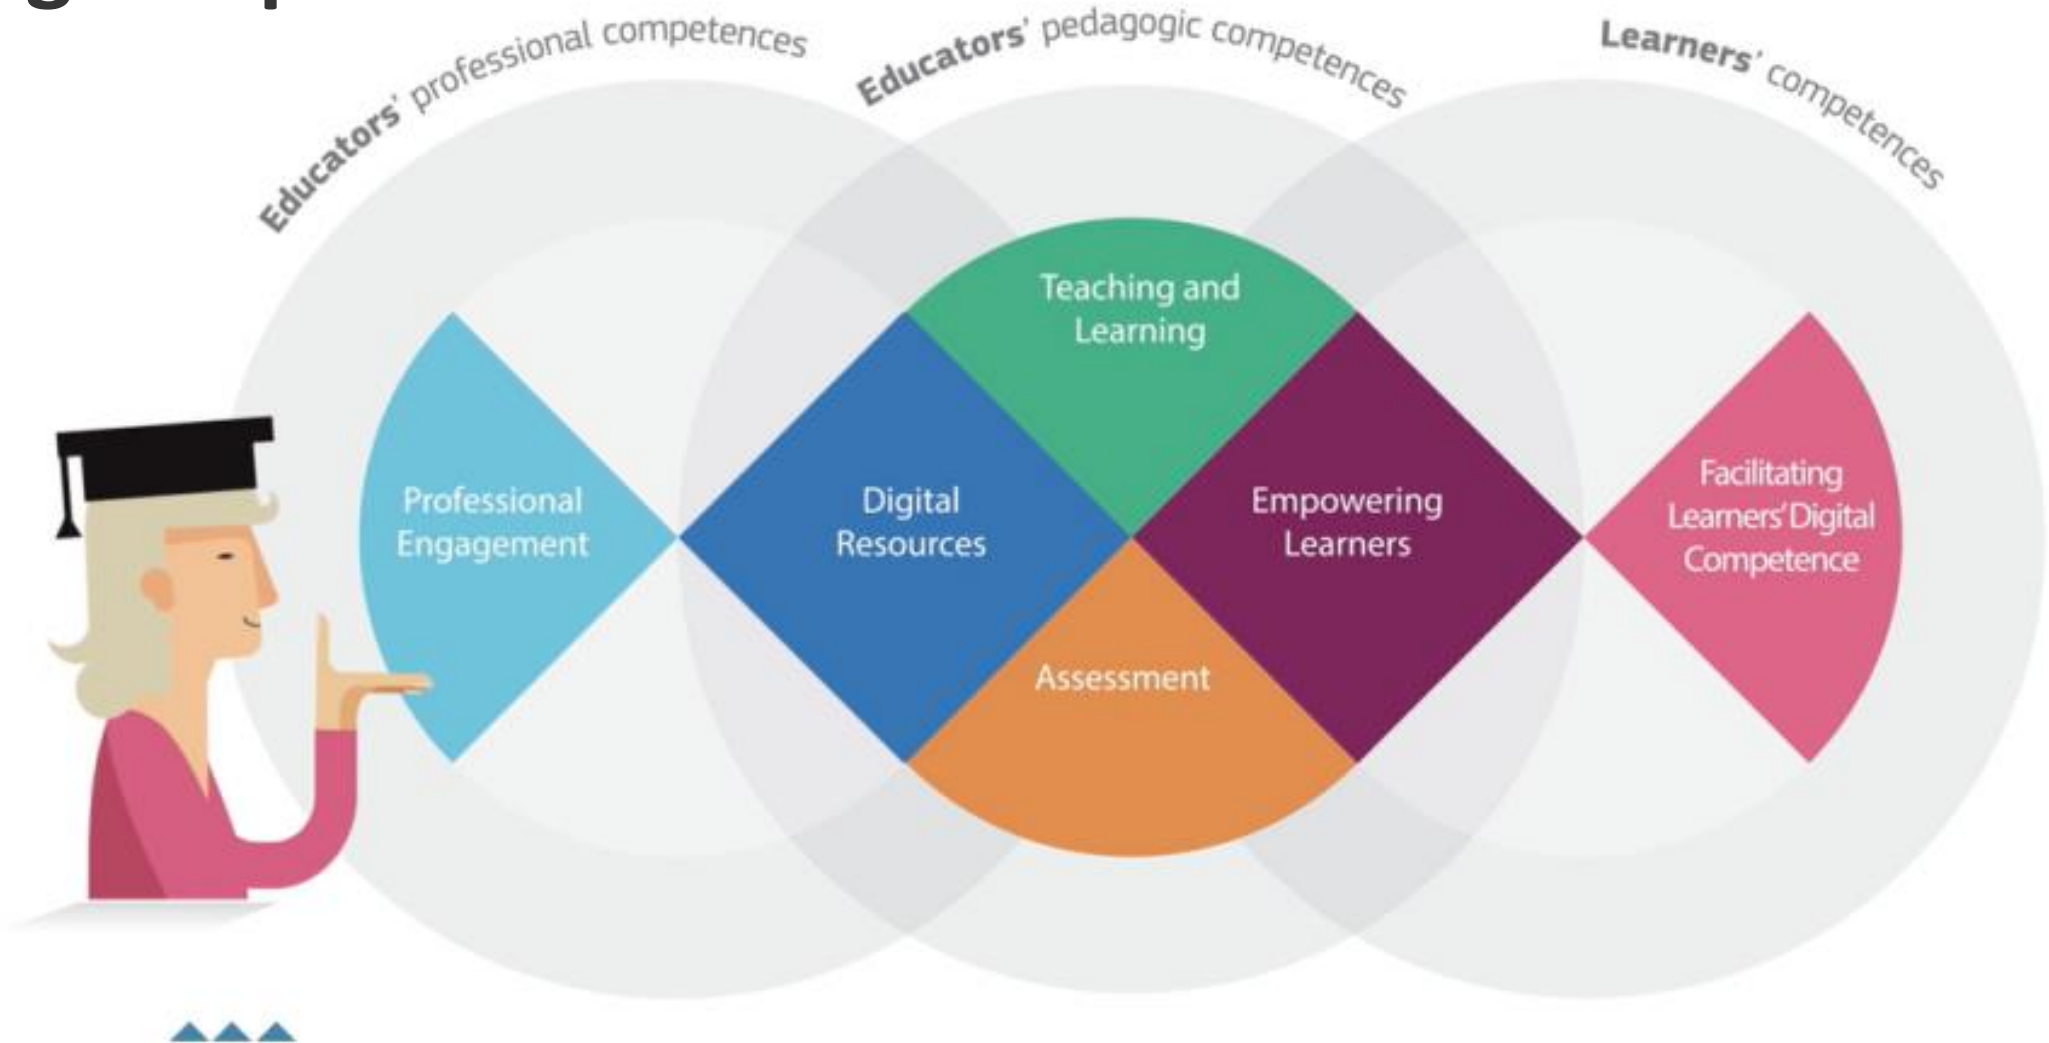 Educators' professional competences
Educators' pedagogic competences
Learners' competences
Teaching and
Learning
Professional
Engagement
Digital
Resources
Empowering
Learners
Facilitating
Learners' Digital
Competence
Assessment